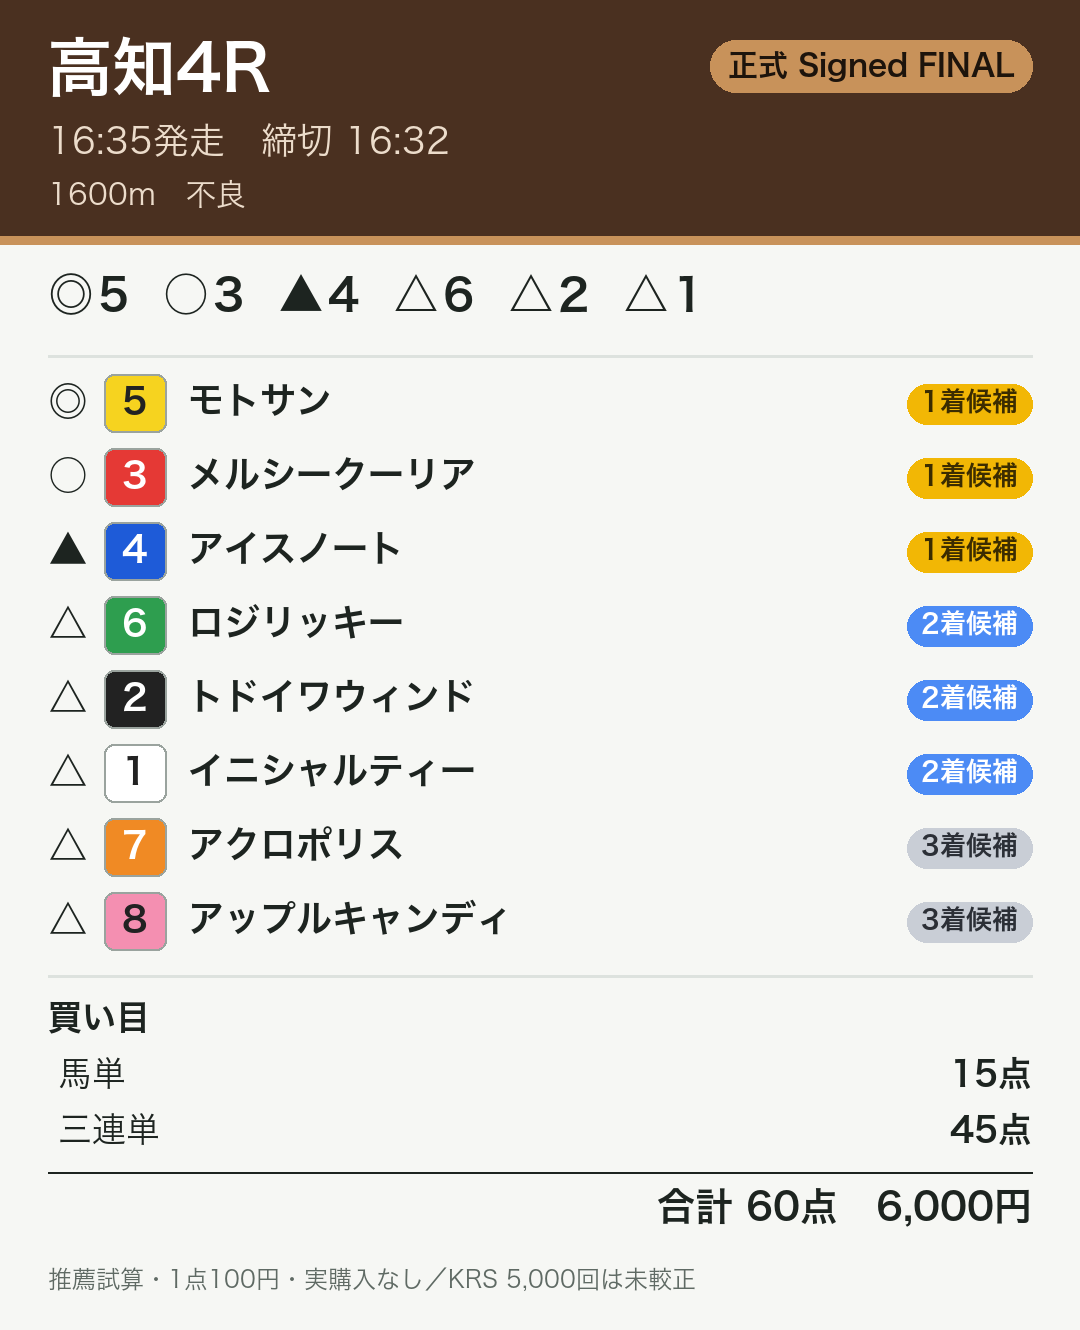 高知4R
正式 Signed FINAL
16:35発走　締切 16:32
1600m　不良
◎5 ○3 ▲4 △6 △2 △1
◎ 5 モトサン 1着候補
○ 3 メルシークーリア 1着候補
▲ 4 アイスノート 1着候補
△ 6 ロジリッキー 2着候補
△ 2 トドイワウィンド 2着候補
△ 1 イニシャルティー 2着候補
△ 7 アクロポリス 3着候補
△ 8 アップルキャンディ 3着候補
買い目
馬単 15点
三連単 45点
合計 60点　6,000円
推薦試算・1点100円・実購入なし／KRS 5,000回は未較正